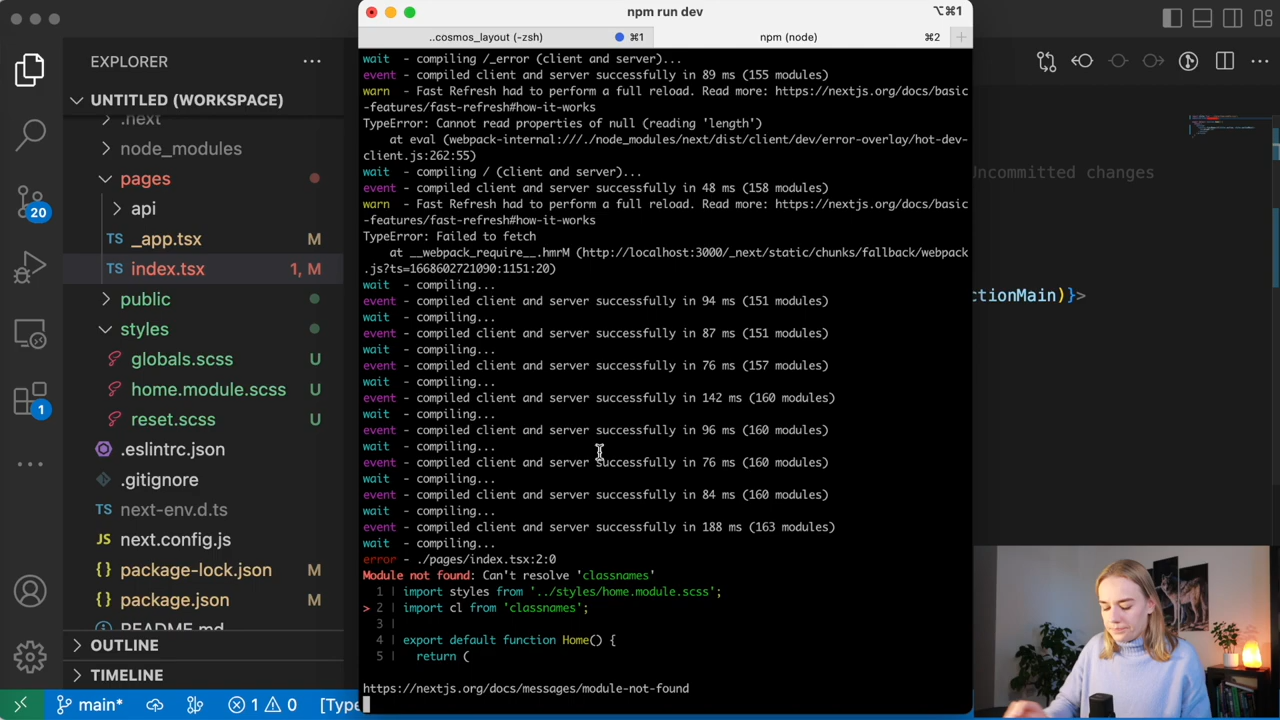 npm run dev
⌥⌘1
..cosmos_layout (-zsh)
⌘1
npm (node)
⌘2
EXPLORER
UNTITLED (WORKSPACE)
.next
node_modules
pages
api
TS _app.tsx M
TS index.tsx 1, M
public
styles
globals.scss U
home.module.scss U
reset.scss U
.eslintrc.json
.gitignore
TS next-env.d.ts
JS next.config.js
{} package-lock.json M
{} package.json M
README.md
OUTLINE
TIMELINE
20
1
main*
1 0
[Type
wait - compiling /_error (client and server)...
event - compiled client and server successfully in 89 ms (155 modules)
warn - Fast Refresh had to perform a full reload. Read more: https://nextjs.org/docs/basic
-features/fast-refresh#how-it-works
TypeError: Cannot read properties of null (reading 'length')
at eval (webpack-internal:///./node_modules/next/dist/client/dev/error-overlay/hot-dev-
client.js:262:55)
wait - compiling / (client and server)...
event - compiled client and server successfully in 48 ms (158 modules)
warn - Fast Refresh had to perform a full reload. Read more: https://nextjs.org/docs/basic
-features/fast-refresh#how-it-works
TypeError: Failed to fetch
at __webpack_require__.hmrM (http://localhost:3000/_next/static/chunks/fallback/webpack
.js?ts=1668602721090:1151:20)
wait - compiling...
event - compiled client and server successfully in 94 ms (151 modules)
wait - compiling...
event - compiled client and server successfully in 87 ms (151 modules)
wait - compiling...
event - compiled client and server successfully in 76 ms (157 modules)
wait - compiling...
event - compiled client and server successfully in 142 ms (160 modules)
wait - compiling...
event - compiled client and server successfully in 96 ms (160 modules)
wait - compiling...
event - compiled client and server successfully in 76 ms (160 modules)
wait - compiling...
event - compiled client and server successfully in 84 ms (160 modules)
wait - compiling...
event - compiled client and server successfully in 188 ms (163 modules)
wait - compiling...
error - ./pages/index.tsx:2:0
Module not found: Can't resolve 'classnames'
1 | import styles from '../styles/home.module.scss';
> 2 | import cl from 'classnames';
3 |
4 | export default function Home() {
5 | return (
https://nextjs.org/docs/messages/module-not-found
Uncommitted changes
ctionMain)}>